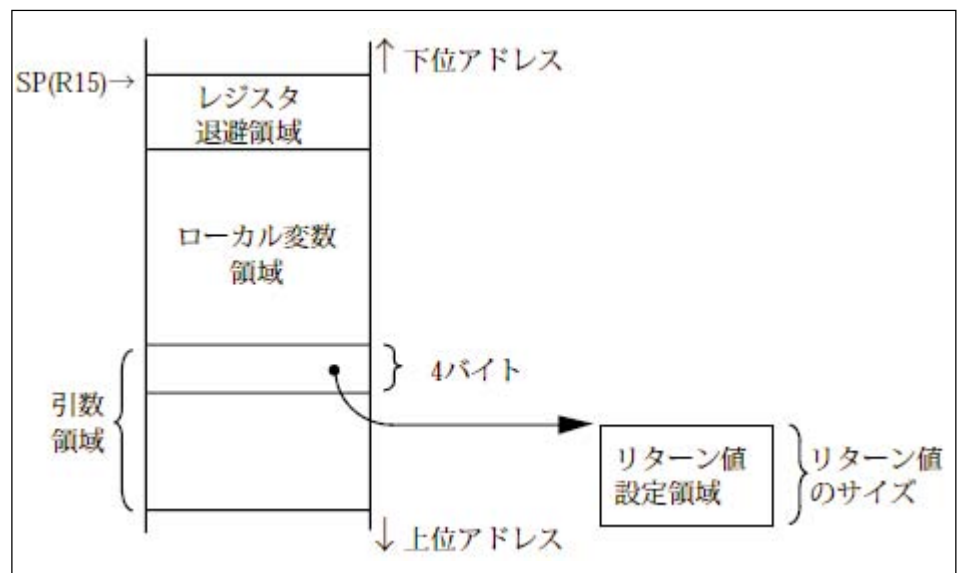 ↑ 下位アドレス
SP(R15)→
レジスタ
退避領域
ローカル変数
領域
4バイト
引数
領域
リターン値
設定領域
リターン値
のサイズ
↓ 上位アドレス